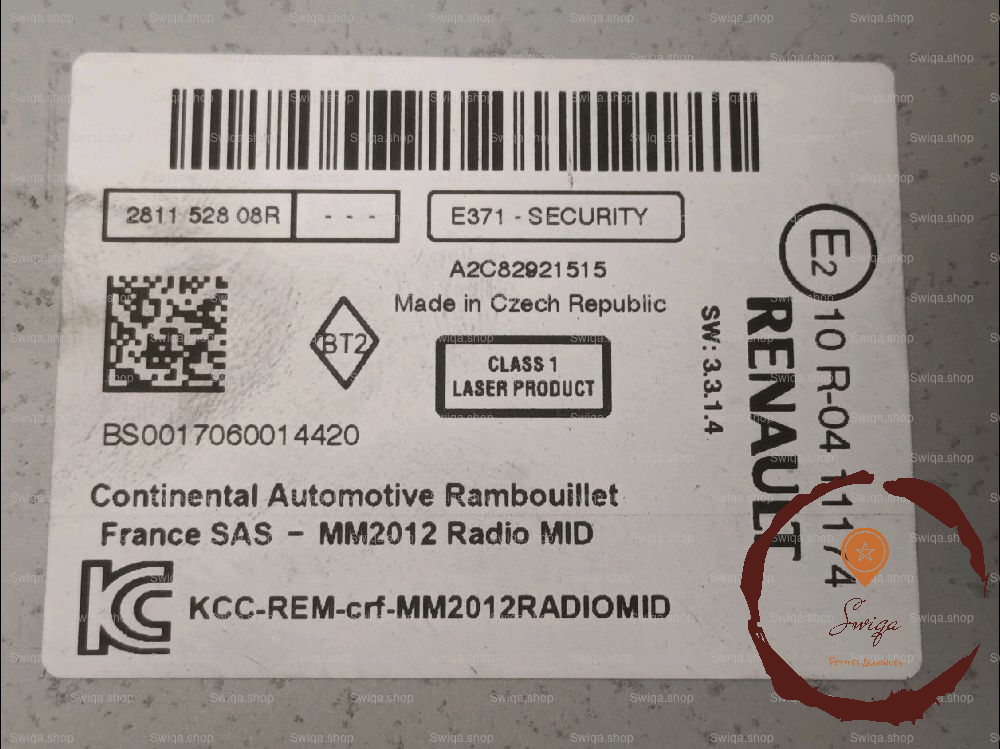 2811 528 08R
- - -
E371 - SECURITY
A2C82921515
Made in Czech Republic
BT2
CLASS 1
LASER PRODUCT
BS0017060014420
Continental Automotive Rambouillet
France SAS – MM2012 Radio MID
KCC-REM-crf-MM2012RADIOMID
SW: 3.3.1.4
RENAULT
E2
10 R-04 11174
Swiqa
Swiqa.shop